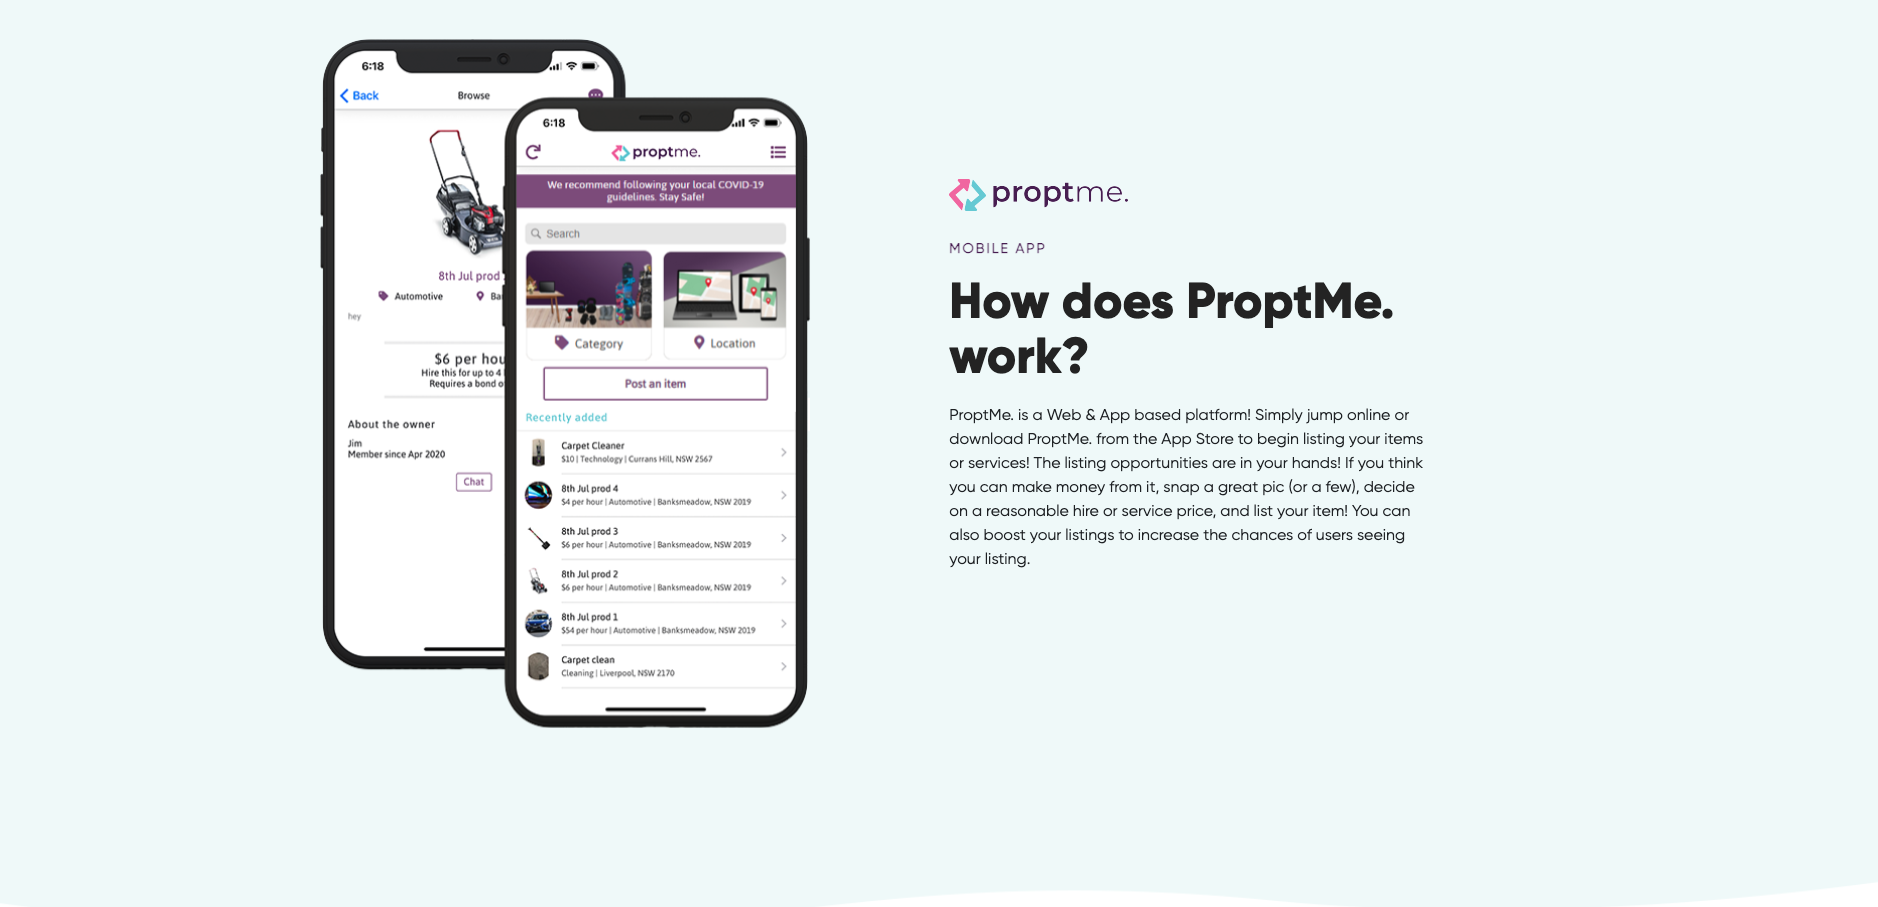 6:18
Back
Browse
8th Jul prod
Automotive
hey
$6 per hou
Hire this for up to 4
Requires a bond o
About the owner
Jim
Member since Apr 2020
Chat
6:18
proptme.
We recommend following your local COVID-19
guidelines. Stay Safe!
Search
Category
Location
Post an item
Recently added
Carpet Cleaner
$10 | Technology | Currans Hill, NSW 2567
8th Jul prod 4
$4 per hour | Automotive | Banksmeadow, NSW 2019
8th Jul prod 3
$6 per hour | Automotive | Banksmeadow, NSW 2019
8th Jul prod 2
$6 per hour | Automotive | Banksmeadow, NSW 2019
8th Jul prod 1
$54 per hour | Automotive | Banksmeadow, NSW 2019
Carpet clean
Cleaning | Liverpool, NSW 2170
proptme.
MOBILE APP
How does ProptMe.
work?
ProptMe. is a Web & App based platform! Simply jump online or
download ProptMe. from the App Store to begin listing your items
or services! The listing opportunities are in your hands! If you think
you can make money from it, snap a great pic (or a few), decide
on a reasonable hire or service price, and list your item! You can
also boost your listings to increase the chances of users seeing
your listing.